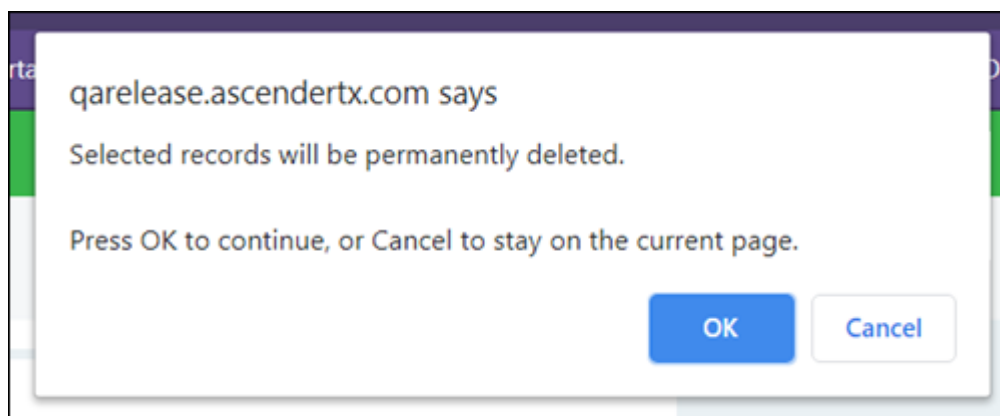 rta
qarelease.ascendertx.com says
Selected records will be permanently deleted.
Press OK to continue, or Cancel to stay on the current page.
OK
Cancel